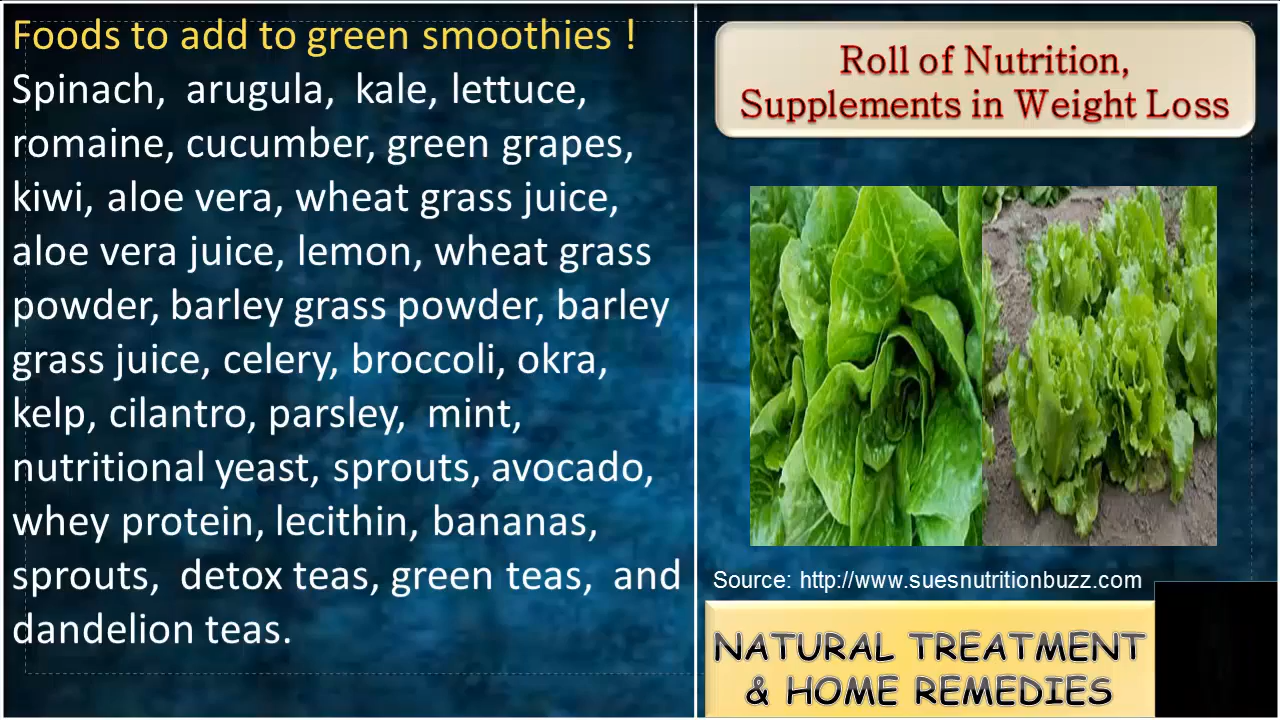 Foods to add to green smoothies !
Spinach, arugula, kale, lettuce,
romaine, cucumber, green grapes,
kiwi, aloe vera, wheat grass juice,
aloe vera juice, lemon, wheat grass
powder, barley grass powder, barley
grass juice, celery, broccoli, okra,
kelp, cilantro, parsley, mint,
nutritional yeast, sprouts, avocado,
whey protein, lecithin, bananas,
sprouts, detox teas, green teas, and
dandelion teas.
Roll of Nutrition,
Supplements in Weight Loss
Source: http://www.suesnutritionbuzz.com
NATURAL TREATMENT
& HOME REMEDIES